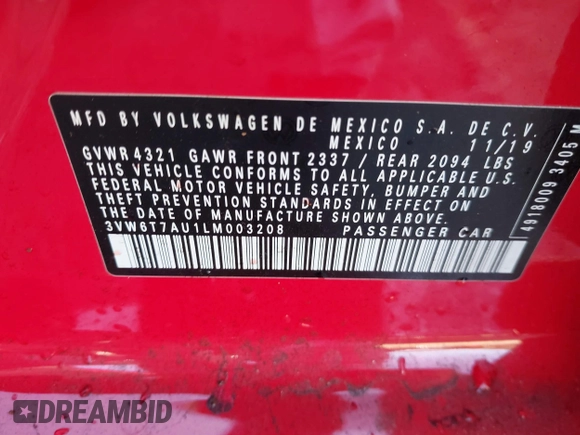 MFD BY VOLKSWAGEN DE MEXICO S.A. DE C.V.
MEXICO 11/19
GVWR 4321 GAWR FRONT 2337 / REAR 2094 LBS
THIS VEHICLE CONFORMS TO ALL APPLICABLE U.S.
FEDERAL MOTOR VEHICLE SAFETY, BUMPER AND
THEFT PREVENTION STANDARDS IN EFFECT ON
THE DATE OF MANUFACTURE SHOWN ABOVE.
3VW6T7AU1LM003208 PASSENGER CAR
4918009 3405 M
DREAMBID